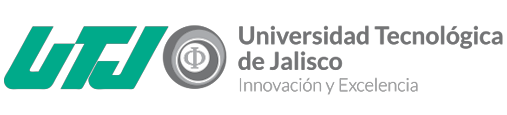 UTJ Φ
Universidad Tecnológica
de Jalisco
Innovación y Excelencia